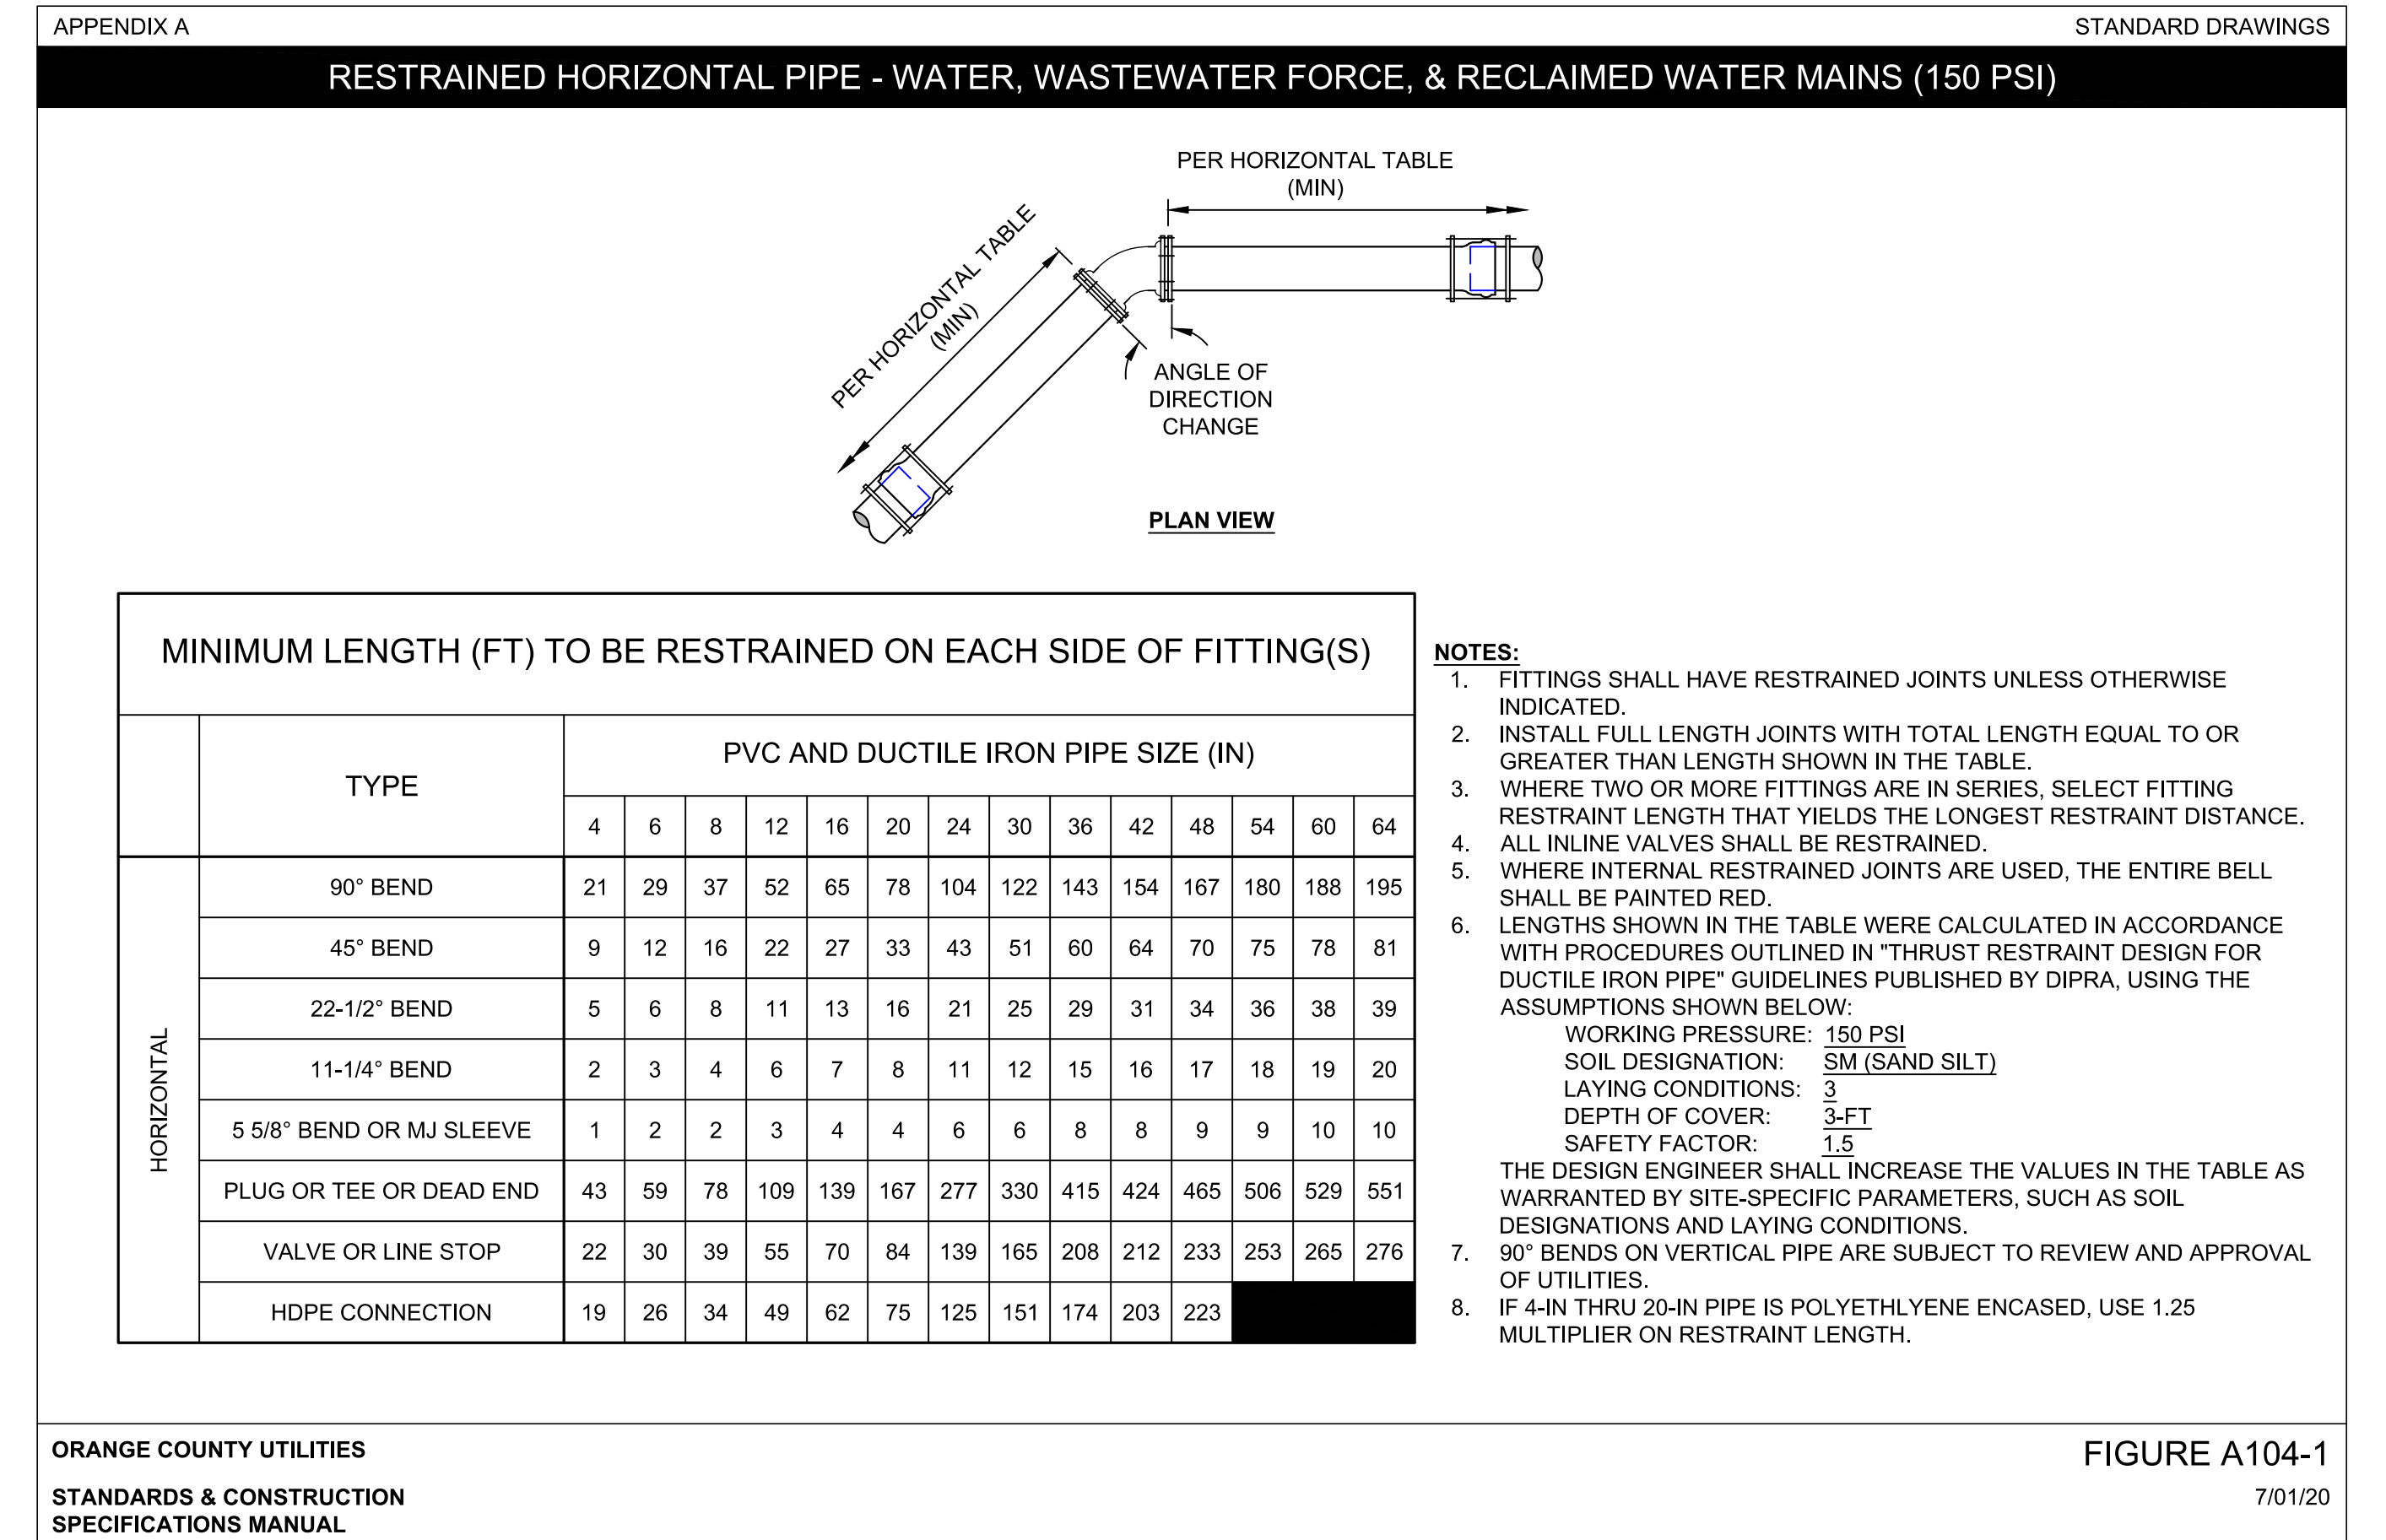 APPENDIX A
STANDARD DRAWINGS
RESTRAINED HORIZONTAL PIPE - WATER, WASTEWATER FORCE, & RECLAIMED WATER MAINS (150 PSI)
PER HORIZONTAL TABLE
(MIN)
PER HORIZONTAL TABLE
(MIN)
ANGLE OF
DIRECTION
CHANGE
PLAN VIEW
MINIMUM LENGTH (FT) TO BE RESTRAINED ON EACH SIDE OF FITTING(S)
TYPE
PVC AND DUCTILE IRON PIPE SIZE (IN)
4 6 8 12 16 20 24 30 36 42 48 54 60 64
HORIZONTAL
90° BEND 21 29 37 52 65 78 104 122 143 154 167 180 188 195
45° BEND 9 12 16 22 27 33 43 51 60 64 70 75 78 81
22-1/2° BEND 5 6 8 11 13 16 21 25 29 31 34 36 38 39
11-1/4° BEND 2 3 4 6 7 8 11 12 15 16 17 18 19 20
5 5/8° BEND OR MJ SLEEVE 1 2 2 3 4 4 6 6 8 8 9 9 10 10
PLUG OR TEE OR DEAD END 43 59 78 109 139 167 277 330 415 424 465 506 529 551
VALVE OR LINE STOP 22 30 39 55 70 84 139 165 208 212 233 253 265 276
HDPE CONNECTION 19 26 34 49 62 75 125 151 174 203 223
NOTES:
1. FITTINGS SHALL HAVE RESTRAINED JOINTS UNLESS OTHERWISE
INDICATED.
2. INSTALL FULL LENGTH JOINTS WITH TOTAL LENGTH EQUAL TO OR
GREATER THAN LENGTH SHOWN IN THE TABLE.
3. WHERE TWO OR MORE FITTINGS ARE IN SERIES, SELECT FITTING
RESTRAINT LENGTH THAT YIELDS THE LONGEST RESTRAINT DISTANCE.
4. ALL INLINE VALVES SHALL BE RESTRAINED.
5. WHERE INTERNAL RESTRAINED JOINTS ARE USED, THE ENTIRE BELL
SHALL BE PAINTED RED.
6. LENGTHS SHOWN IN THE TABLE WERE CALCULATED IN ACCORDANCE
WITH PROCEDURES OUTLINED IN "THRUST RESTRAINT DESIGN FOR
DUCTILE IRON PIPE" GUIDELINES PUBLISHED BY DIPRA, USING THE
ASSUMPTIONS SHOWN BELOW:
WORKING PRESSURE: 150 PSI
SOIL DESIGNATION: SM (SAND SILT)
LAYING CONDITIONS: 3
DEPTH OF COVER: 3-FT
SAFETY FACTOR: 1.5
THE DESIGN ENGINEER SHALL INCREASE THE VALUES IN THE TABLE AS
WARRANTED BY SITE-SPECIFIC PARAMETERS, SUCH AS SOIL
DESIGNATIONS AND LAYING CONDITIONS.
7. 90° BENDS ON VERTICAL PIPE ARE SUBJECT TO REVIEW AND APPROVAL
OF UTILITIES.
8. IF 4-IN THRU 20-IN PIPE IS POLYETHLYENE ENCASED, USE 1.25
MULTIPLIER ON RESTRAINT LENGTH.
ORANGE COUNTY UTILITIES
STANDARDS & CONSTRUCTION
SPECIFICATIONS MANUAL
FIGURE A104-1
7/01/20